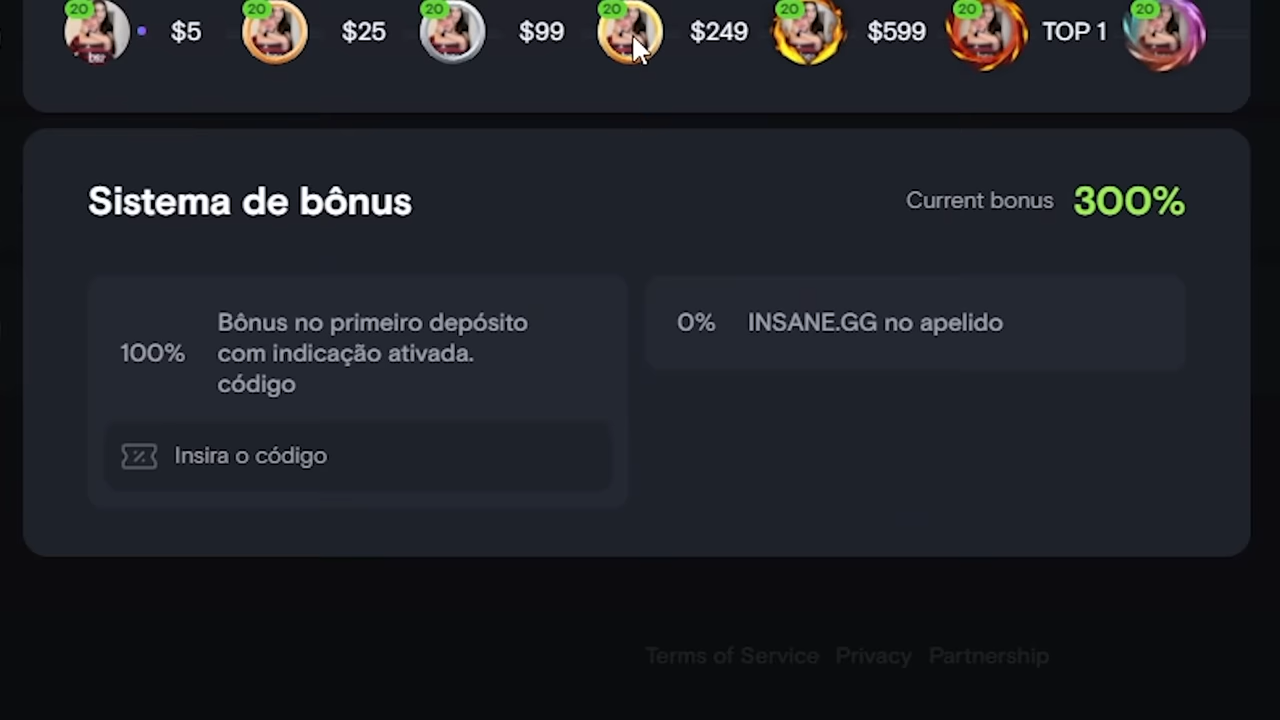 20 20 20 20 20 20 20
$5 $25 $99 $249 $599 TOP 1
Sistema de bônus
Current bonus 300%
100%
Bônus no primeiro depósito
com indicação ativada.
código
Insira o código
0% INSANE.GG no apelido
Terms of Service Privacy Partnership